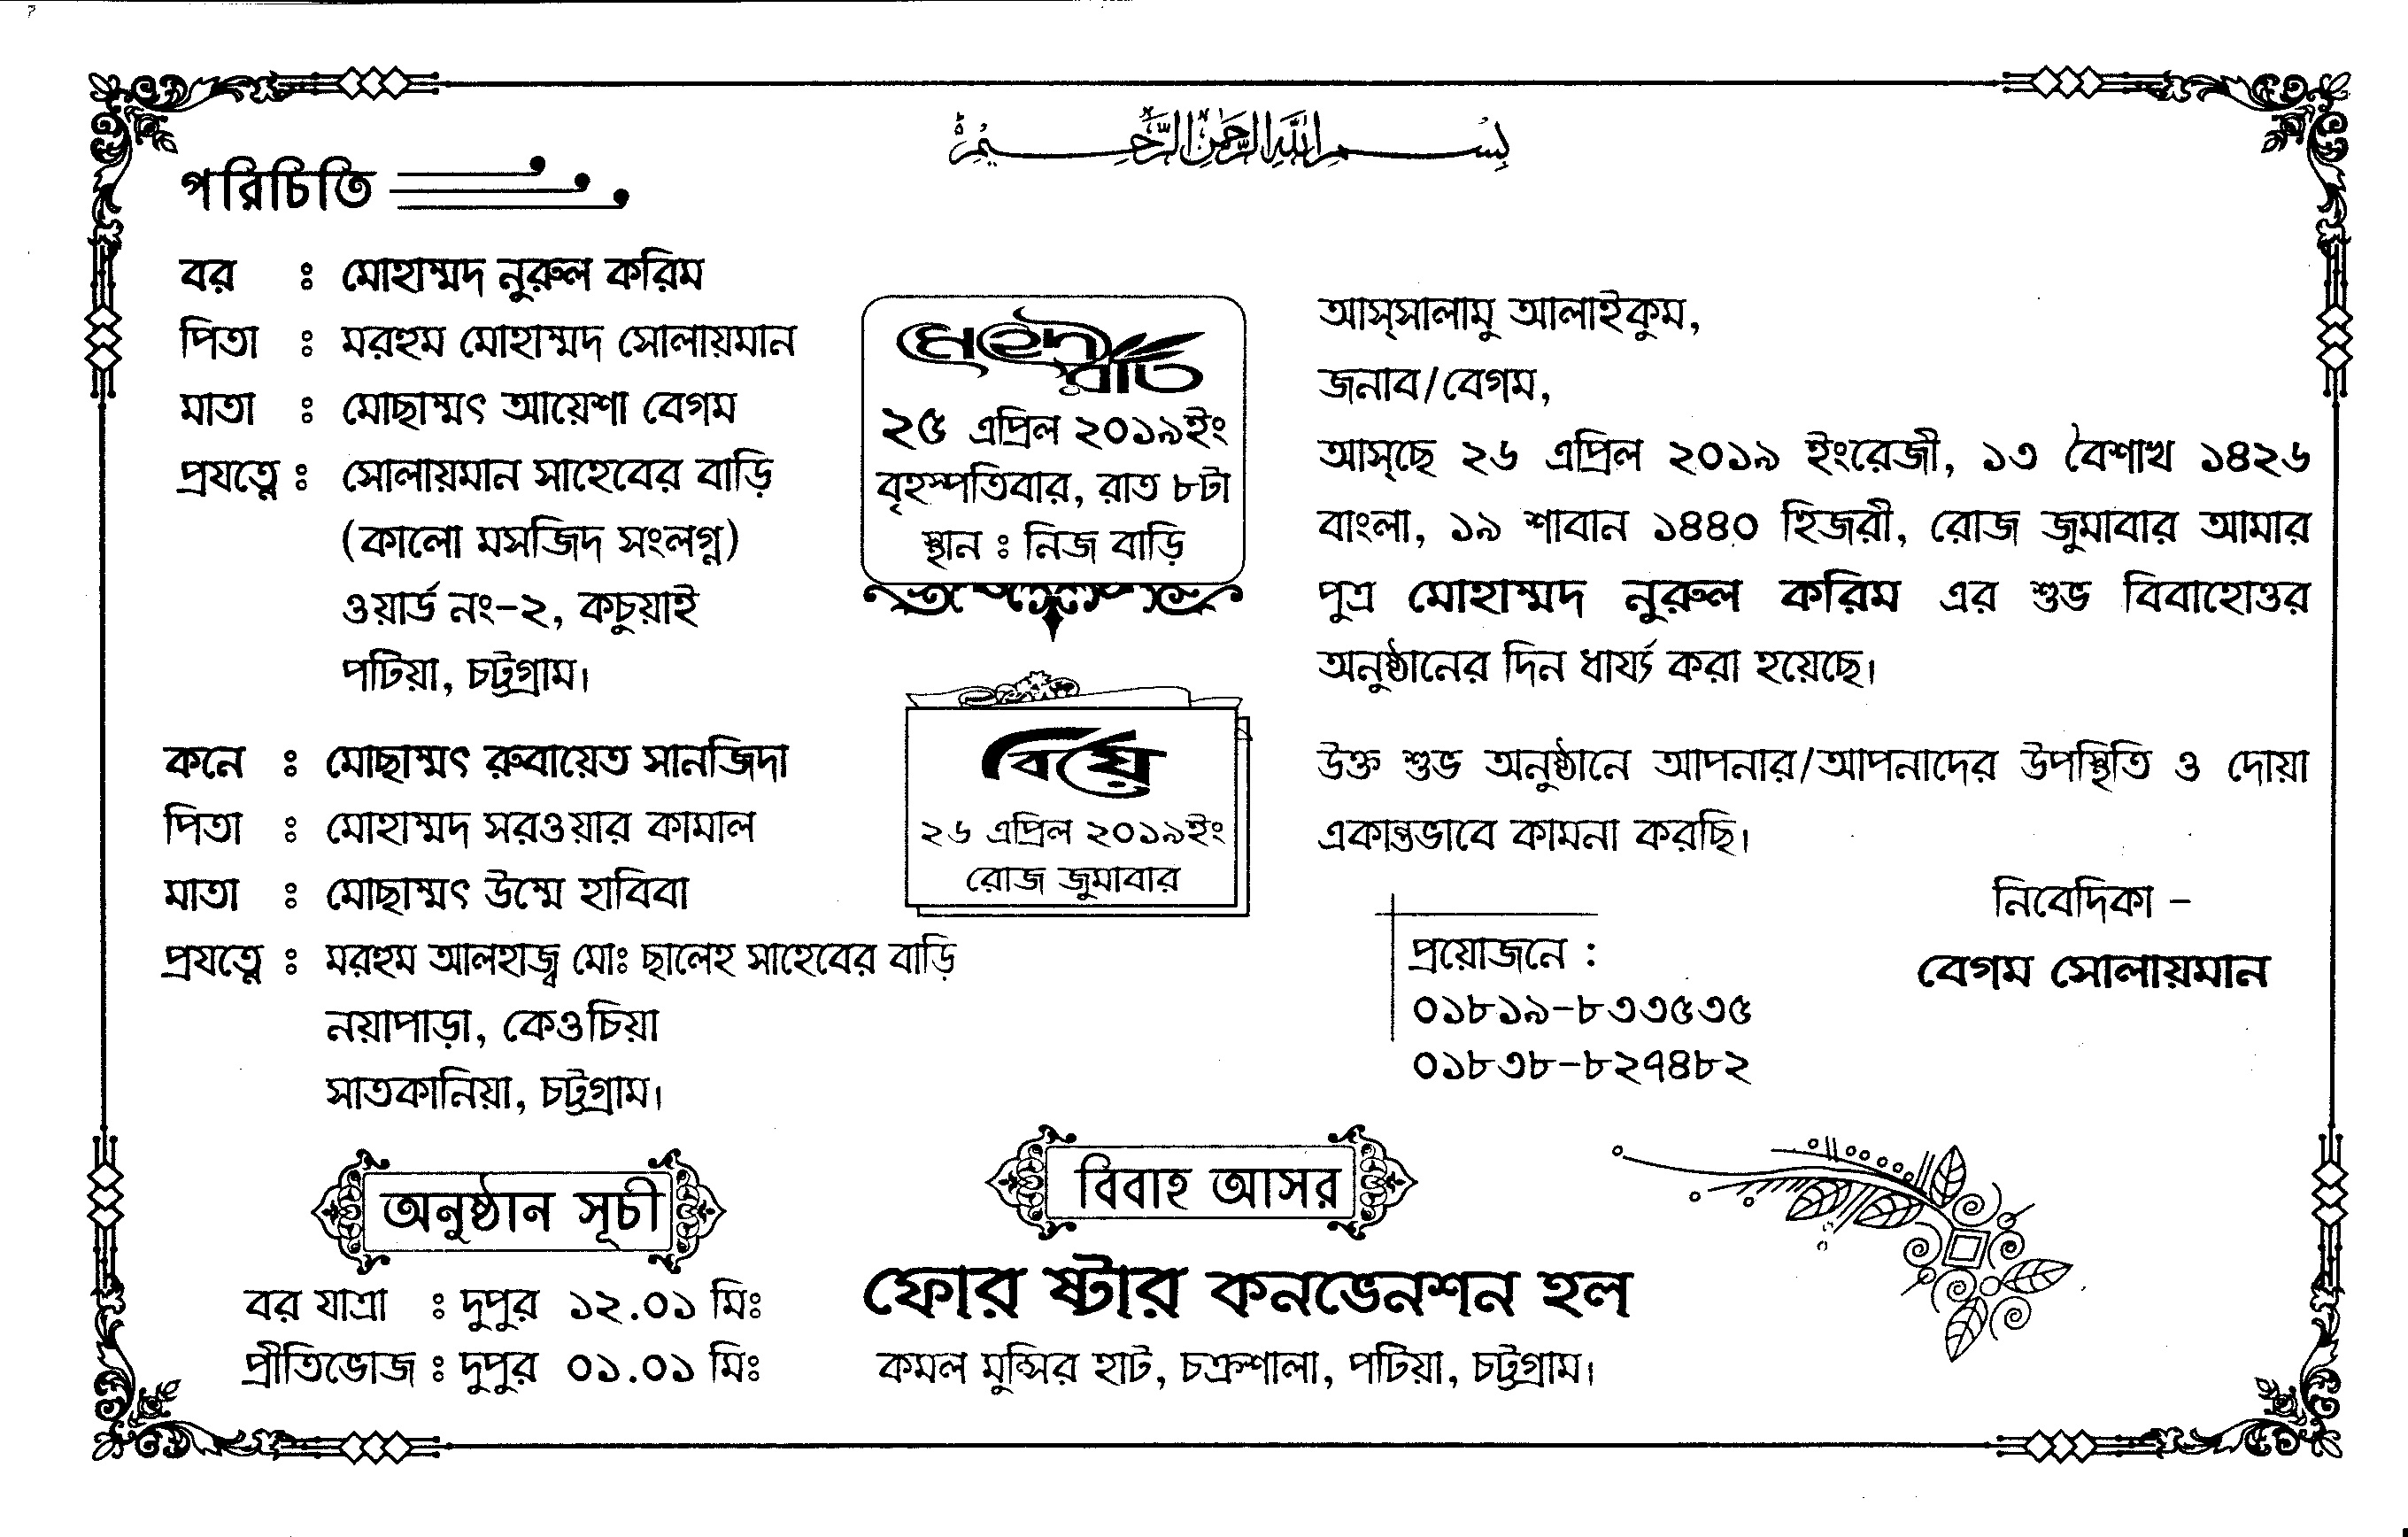 بِسْمِ اللهِ الرَّحْمٰنِ الرَّحِيْمِ
পরিচিতি
বর : মোহাম্মদ নুরুল করিম
পিতা : মরহুম মোহাম্মদ সোলায়মান
মাতা : মোছাম্মৎ আয়েশা বেগম
প্রযত্নে : সোলায়মান সাহেবের বাড়ি
(কালো মসজিদ সংলগ্ন)
ওয়ার্ড নং-২, কচুয়াই
পটিয়া, চট্টগ্রাম।
কনে : মোছাম্মৎ রুবায়েত সানজিদা
পিতা : মোহাম্মদ সরওয়ার কামাল
মাতা : মোছাম্মৎ উম্মে হাবিবা
প্রযত্নে : মরহুম আলহাজ্ব মোঃ ছালেহ সাহেবের বাড়ি
নয়াপাড়া, কেওচিয়া
সাতকানিয়া, চট্টগ্রাম।
অনুষ্ঠান সূচী
বর যাত্রা : দুপুর ১২.০১ মিঃ
প্রীতিভোজ : দুপুর ০১.০১ মিঃ
মেহেদী
রাত
২৫ এপ্রিল ২০১৯ইং
বৃহস্পতিবার, রাত ৮টা
স্থান : নিজ বাড়ি
বিয়ে
২৬ এপ্রিল ২০১৯ইং
রোজ জুমাবার
আস্সালামু আলাইকুম,
জনাব/বেগম,
আস্ছে ২৬ এপ্রিল ২০১৯ ইংরেজী, ১৩ বৈশাখ ১৪২৬
বাংলা, ১৯ শাবান ১৪৪০ হিজরী, রোজ জুমাবার আমার
পুত্র মোহাম্মদ নুরুল করিম এর শুভ বিবাহোত্তর
অনুষ্ঠানের দিন ধার্য্য করা হয়েছে।
উক্ত শুভ অনুষ্ঠানে আপনার/আপনাদের উপস্থিতি ও দোয়া
একান্তভাবে কামনা করছি।
নিবেদিকা -
বেগম সোলায়মান
প্রয়োজনে :
০১৮১৯-৮৩৩৫৩৫
০১৮৩৮-৮২৭৪৮২
বিবাহ আসর
ফোর ষ্টার কনভেনশন হল
কমল মুন্সির হাট, চক্রশালা, পটিয়া, চট্টগ্রাম।